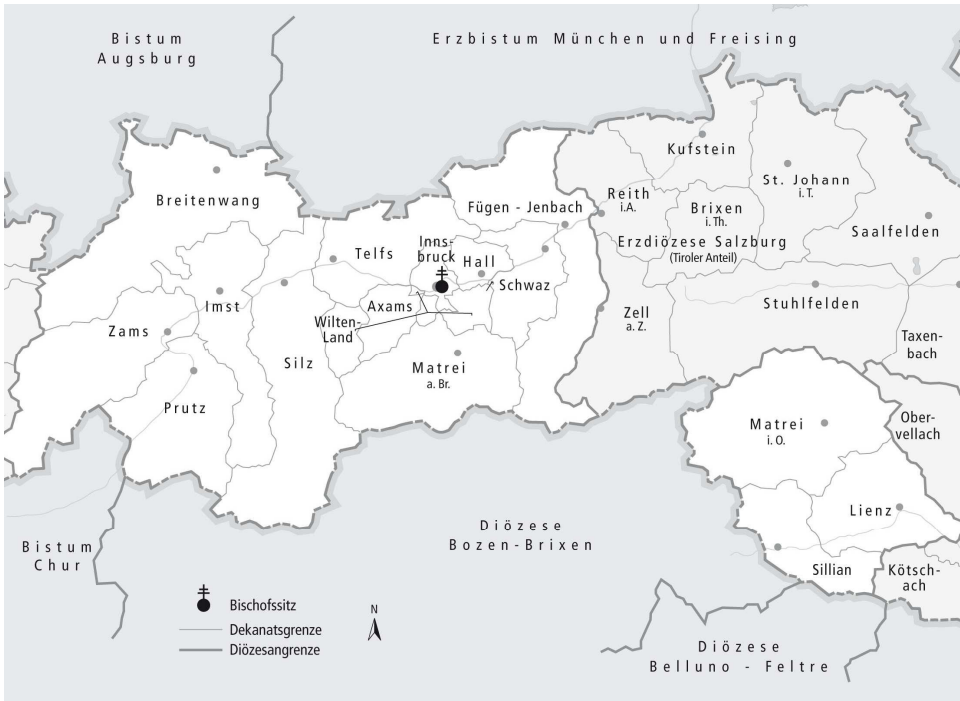 Bistum
Augsburg
Erzbistum München und Freising
Kufstein
St. Johann
i. T.
Breitenwang
Reith
i.A.
Brixen
i. Th.
Fügen - Jenbach
Saalfelden
Erzdiözese Salzburg
(Tiroler Anteil)
Telfs
Inns-
bruck
Hall
Schwaz
Stuhlfelden
Imst
Axams
Wilten-
Land
Zell
a. Z.
Zams
Taxen-
bach
Silz
Matrei
a. Br.
Prutz
Matrei
i. O.
Ober-
vellach
Lienz
Diözese
Bozen-Brixen
Bistum
Chur
Sillian
Kötsch-
ach
Bischofssitz
Dekanatsgrenze
Diözesangrenze
N
Diözese
Belluno - Feltre